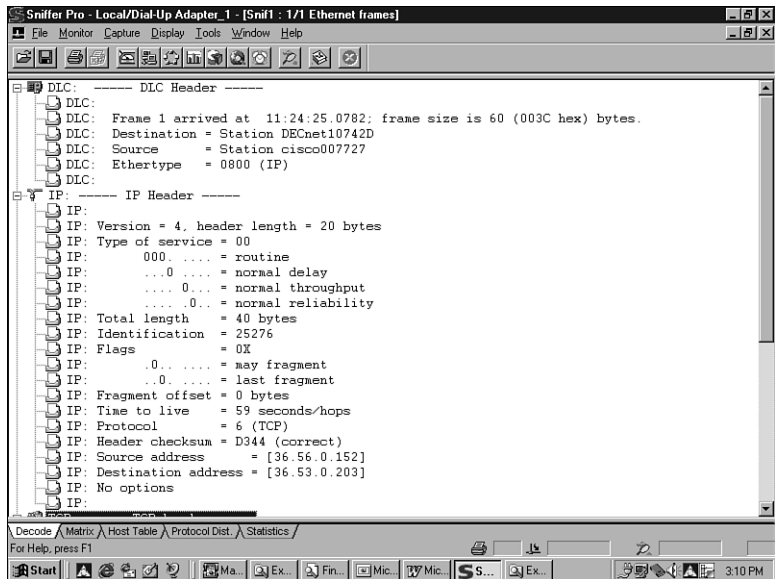 Sniffer Pro - Local/Dial-Up Adapter_1 - [Snif1 : 1/1 Ethernet frames]
File Monitor Capture Display Tools Window Help
DLC: ----- DLC Header -----
DLC:
DLC: Frame 1 arrived at 11:24:25.0782; frame size is 60 (003C hex) bytes.
DLC: Destination = Station DECnet10742D
DLC: Source = Station cisco007727
DLC: Ethertype = 0800 (IP)
DLC:
IP: ----- IP Header -----
IP:
IP: Version = 4, header length = 20 bytes
IP: Type of service = 00
IP: 000. .... = routine
IP: ...0 .... = normal delay
IP: .... 0... = normal throughput
IP: .... .0.. = normal reliability
IP: Total length = 40 bytes
IP: Identification = 25276
IP: Flags = 0X
IP: .0.. .... = may fragment
IP: ..0. .... = last fragment
IP: Fragment offset = 0 bytes
IP: Time to live = 59 seconds/hops
IP: Protocol = 6 (TCP)
IP: Header checksum = D344 (correct)
IP: Source address = [36.56.0.152]
IP: Destination address = [36.53.0.203]
IP: No options
IP:
Decode Matrix Host Table Protocol Dist. Statistics
For Help, press F1
Start Ma... Ex... Fin... Mic... Mic... S... Ex... 3:10 PM